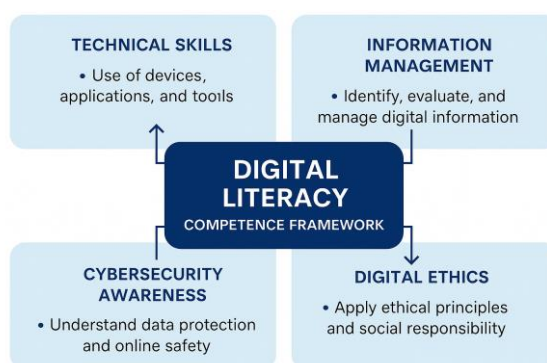 TECHNICAL SKILLS
• Use of devices,
applications, and tools
INFORMATION
MANAGEMENT
• Identify, evaluate, and
manage digital information
DIGITAL
LITERACY
COMPETENCE FRAMEWORK
CYBERSECURITY
AWARENESS
• Understand data protection
and online safety
DIGITAL ETHICS
• Apply ethical principles
and social responsibility